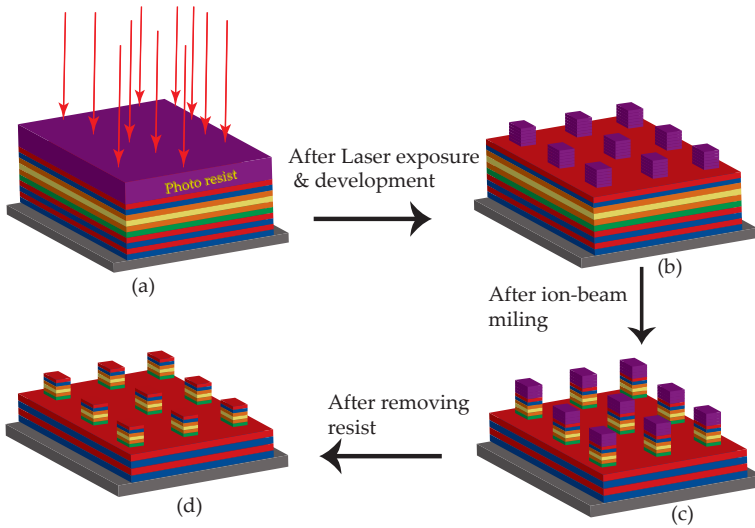 Photo resist
(a)
After Laser exposure
& development
(b)
After ion-beam
miling
(c)
After removing
resist
(d)